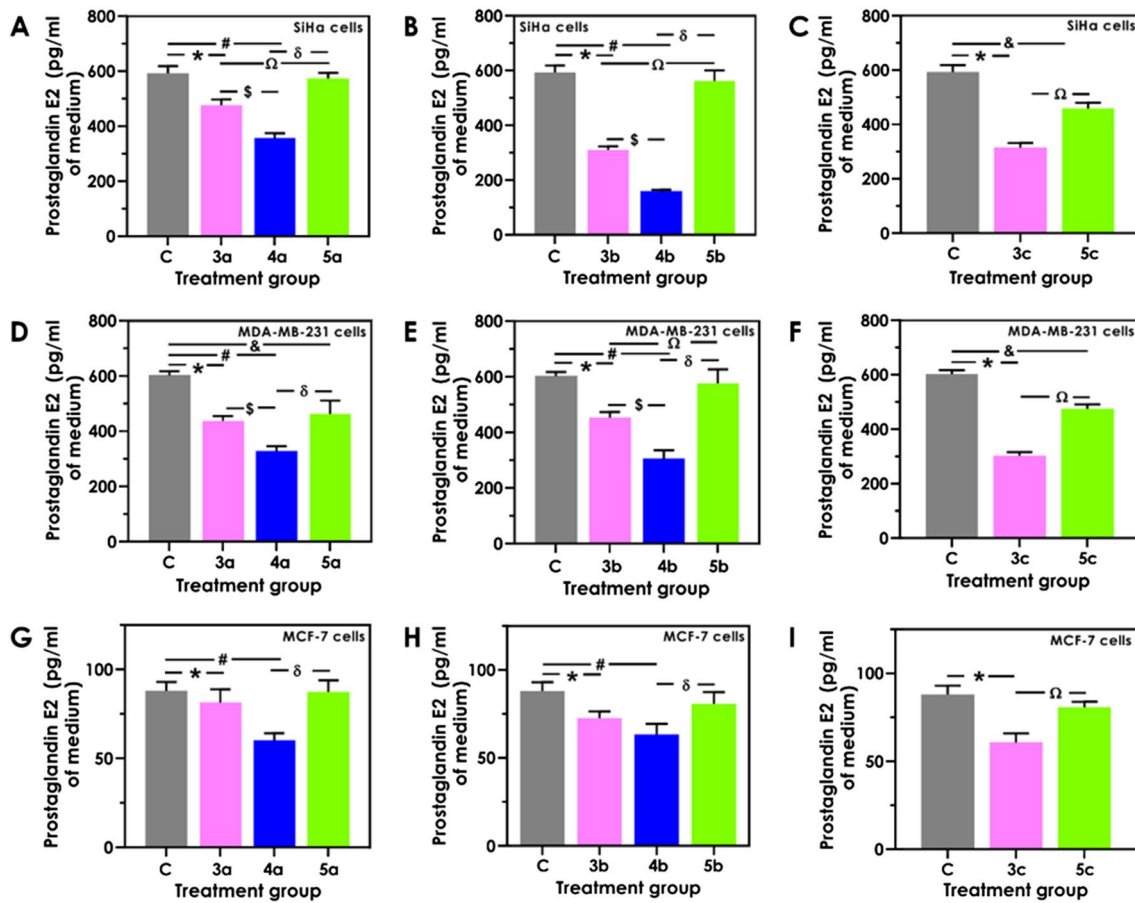 A
SiHa cells
Prostaglandin E2 (pg/ml
of medium)
800
600
400
200
0
#
*
δ
Ω
$
C 3a 4a 5a
Treatment group
B
SiHa cells
Prostaglandin E2 (pg/ml
of medium)
800
600
400
200
0
δ
#
*
Ω
$
C 3b 4b 5b
Treatment group
C
SiHa cells
Prostaglandin E2 (pg/ml
of medium)
800
600
400
200
0
&
*
Ω
C 3c 5c
Treatment group
D
MDA-MB-231 cells
Prostaglandin E2 (pg/ml
of medium)
800
600
400
600
0
&
#
*
δ
$
C 3a 4a 5a
Treatment group
E
MDA-MB-231 cells
Prostaglandin E2 (pg/ml
of medium)
800
600
400
600
0
Ω
#
*
δ
$
C 3b 4b 5b
Treatment group
F
MDA-MB-231 cells
Prostaglandin E2 (pg/ml
of medium)
800
600
400
300
0
&
*
Ω
C 3c 5c
Treatment group
G
MCF-7 cells
Prostaglandin E2 (pg/ml
of medium)
100
50
0
#
*
δ
C 3a 4a 5a
Treatment group
H
MCF-7 cells
Prostaglandin E2 (pg/ml
of medium)
100
50
0
#
*
δ
C 3b 4b 5b
Treatment group
I
MCF-7 cells
Prostaglandin E2 (pg/ml
of medium)
100
50
0
*
Ω
C 3c 5c
Treatment group